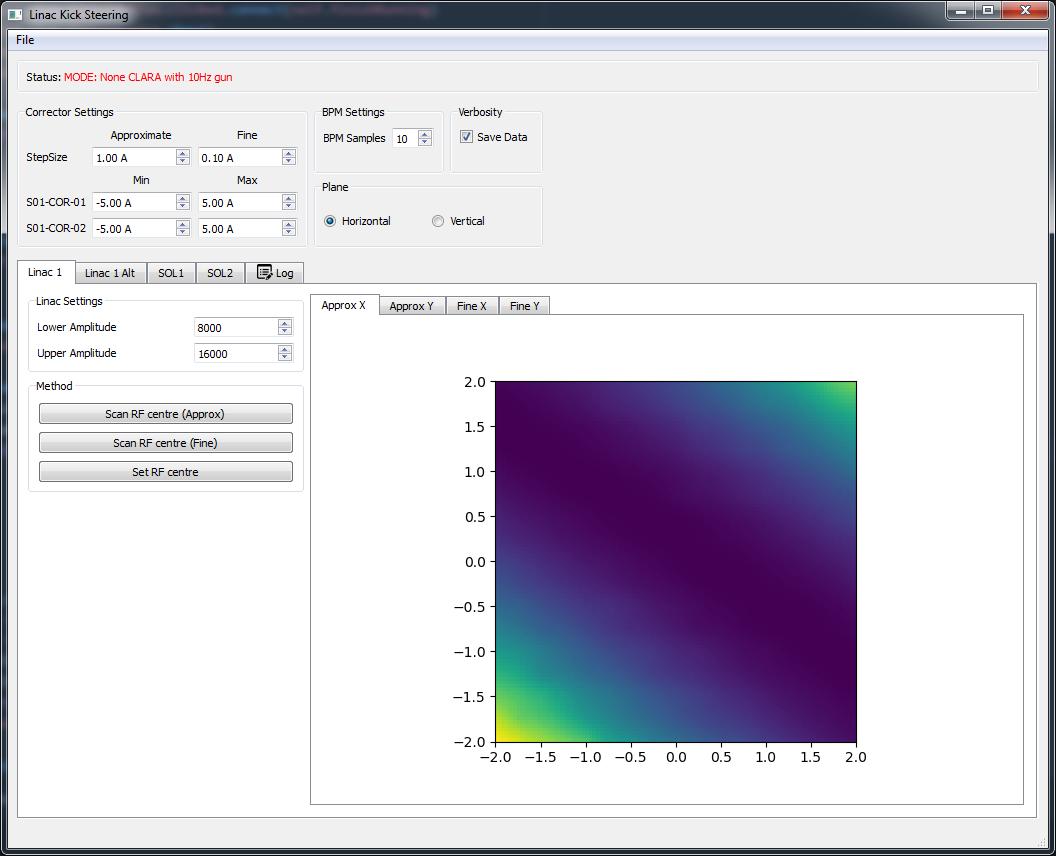 Linac Kick Steering
File
Status: MODE: None CLARA with 10Hz gun
Corrector Settings
Approximate Fine
StepSize 1.00 A 0.10 A
Min Max
S01-COR-01 -5.00 A 5.00 A
S01-COR-02 -5.00 A 5.00 A
BPM Settings
BPM Samples 10
Verbosity
Save Data
Plane
Horizontal Vertical
Linac 1 Linac 1 Alt SOL1 SOL2 Log
Linac Settings
Lower Amplitude 8000
Upper Amplitude 16000
Method
Scan RF centre (Approx)
Scan RF centre (Fine)
Set RF centre
Approx X Approx Y Fine X Fine Y
2.0
1.5
1.0
0.5
0.0
−0.5
−1.0
−1.5
−2.0
−2.0 −1.5 −1.0 −0.5 0.0 0.5 1.0 1.5 2.0